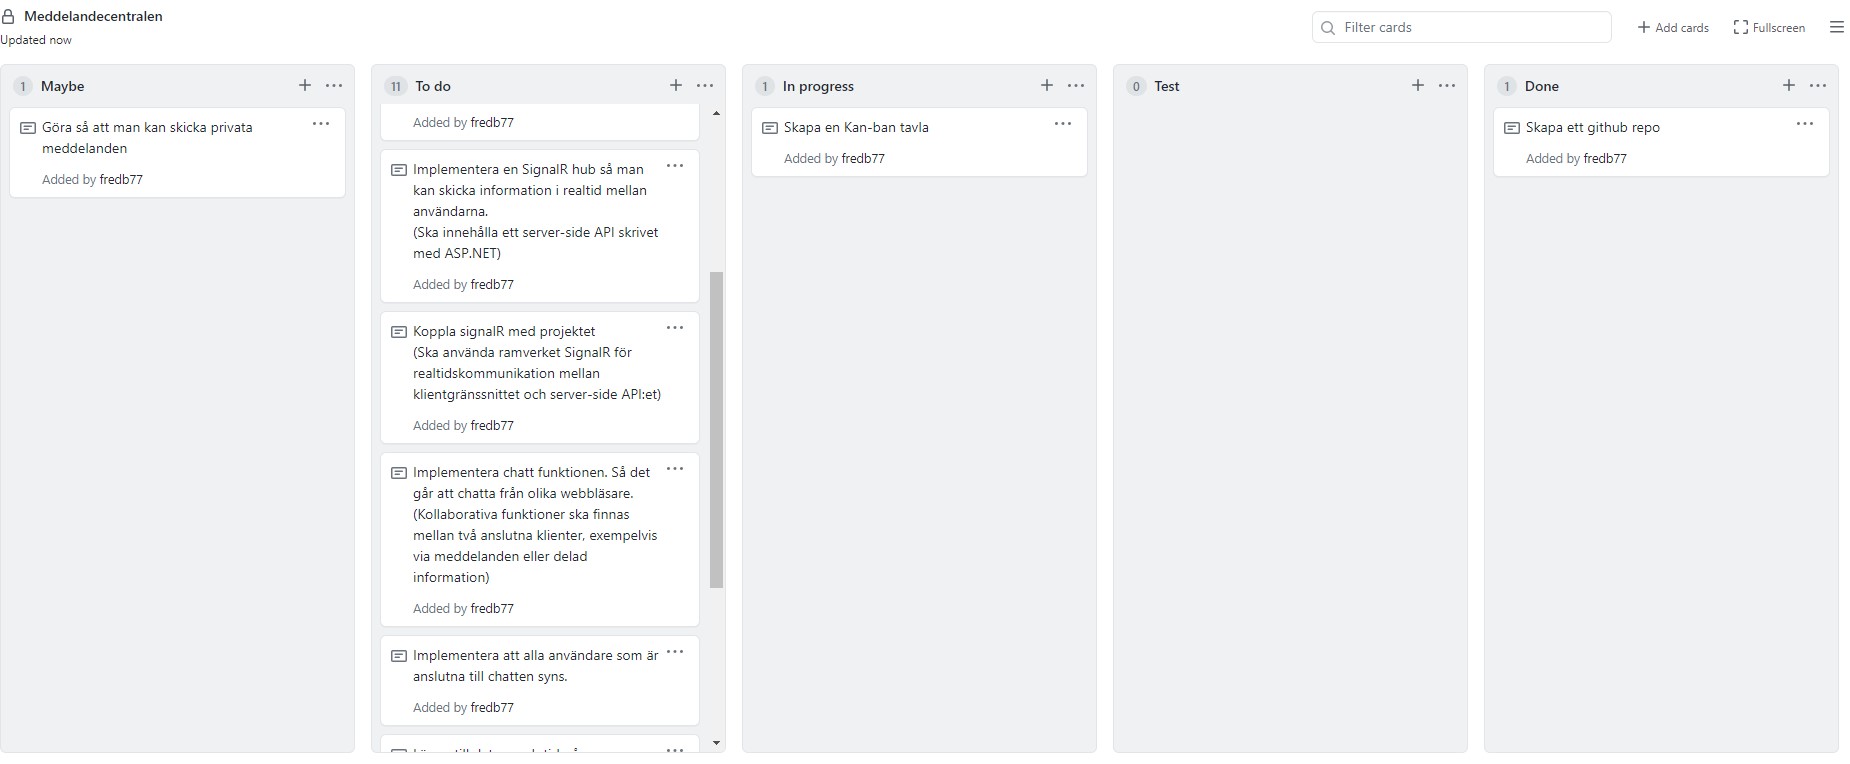 Meddelandecentralen
Updated now
Filter cards
Add cards
Fullscreen
1 Maybe
Göra så att man kan skicka privata
meddelanden
Added by fredb77
11 To do
Added by fredb77
Implementera en SignalR hub så man
kan skicka information i realtid mellan
användarna.
(Ska innehålla ett server-side API skrivet
med ASP.NET)
Added by fredb77
Koppla signalR med projektet
(Ska använda ramverket SignalR för
realtidskommunikation mellan
klientgränssnittet och server-side API:et)
Added by fredb77
Implementera chatt funktionen. Så det
går att chatta från olika webbläsare.
(Kollaborativa funktioner ska finnas
mellan två anslutna klienter, exempelvis
via meddelanden eller delad
information)
Added by fredb77
Implementera att alla användare som är
anslutna till chatten syns.
Added by fredb77
1 In progress
Skapa en Kan-ban tavla
Added by fredb77
0 Test
1 Done
Skapa ett github repo
Added by fredb77